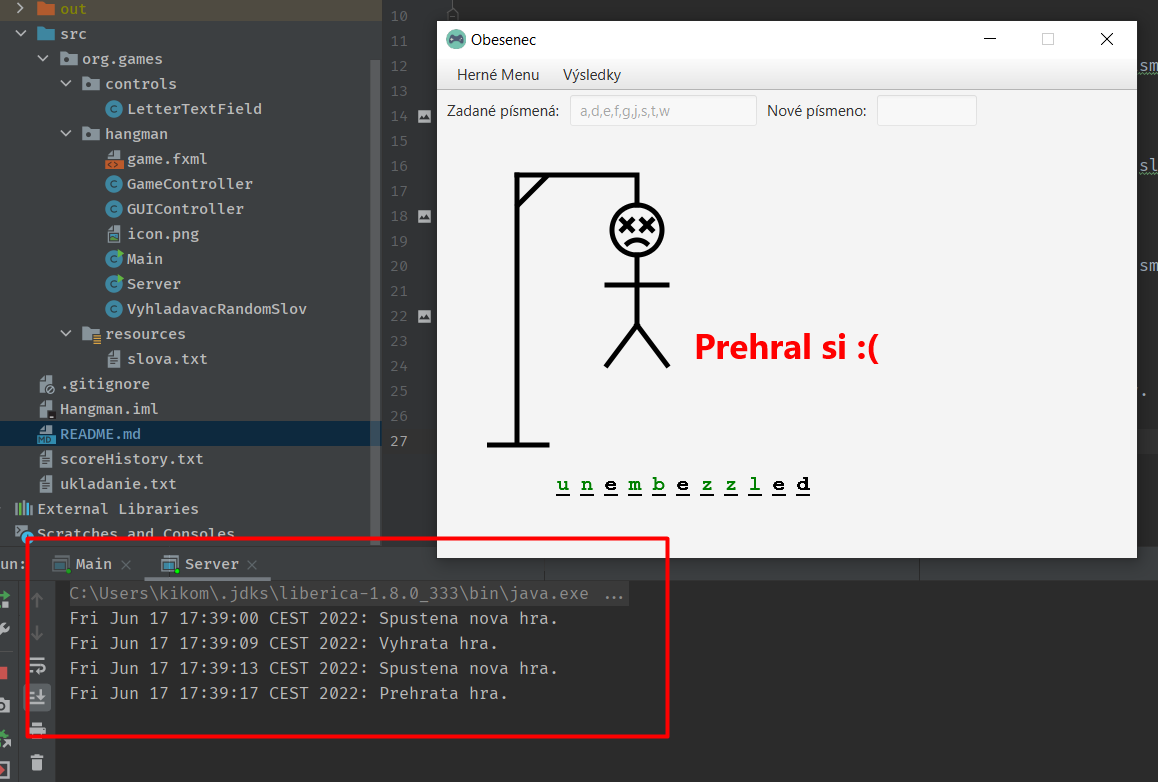 out
src
org.games
controls
LetterTextField
hangman
game.fxml
GameController
GUIController
icon.png
Main
Server
VyhladavacRandomSlov
resources
slova.txt
.gitignore
Hangman.iml
README.md
scoreHistory.txt
ukladanie.txt
External Libraries
Scratches and Consoles
10
11
12
13
14
15
16
17
18
19
20
21
22
23
24
25
26
27
Obesenec
Herné Menu Výsledky
Zadané písmená: a,d,e,f,g,j,s,t,w Nové písmeno:
Prehral si :(
u n e m b e z z l e d
sm
sl
sm
un: Main Server
C:\Users\kikom\.jdks\liberica-1.8.0_333\bin\java.exe ...
Fri Jun 17 17:39:00 CEST 2022: Spustena nova hra.
Fri Jun 17 17:39:09 CEST 2022: Vyhrata hra.
Fri Jun 17 17:39:13 CEST 2022: Spustena nova hra.
Fri Jun 17 17:39:17 CEST 2022: Prehrata hra.